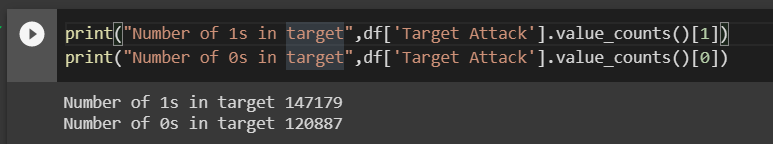 print("Number of 1s in target",df['Target Attack'].value_counts()[1])
print("Number of 0s in target",df['Target Attack'].value_counts()[0])
Number of 1s in target 147179
Number of 0s in target 120887